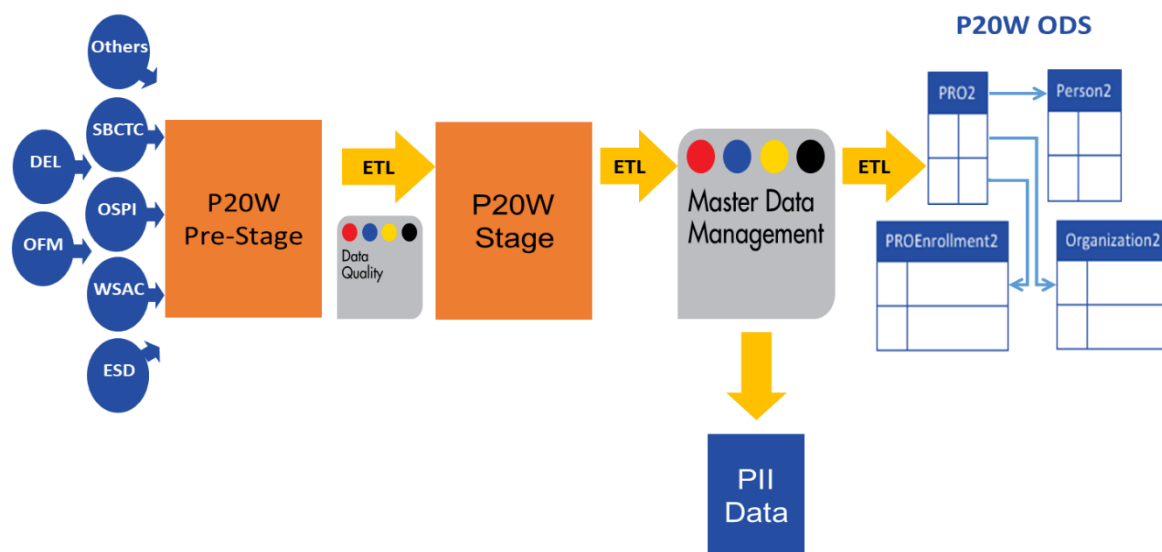 P20W ODS
Others
SBCTC
DEL
OSPI
OFM
WSAC
ESD
P20W
Pre-Stage
ETL
Data
Quality
P20W
Stage
ETL
Master Data
Management
ETL
PRO2
Person2
PROEnrollment2
Organization2
PII
Data